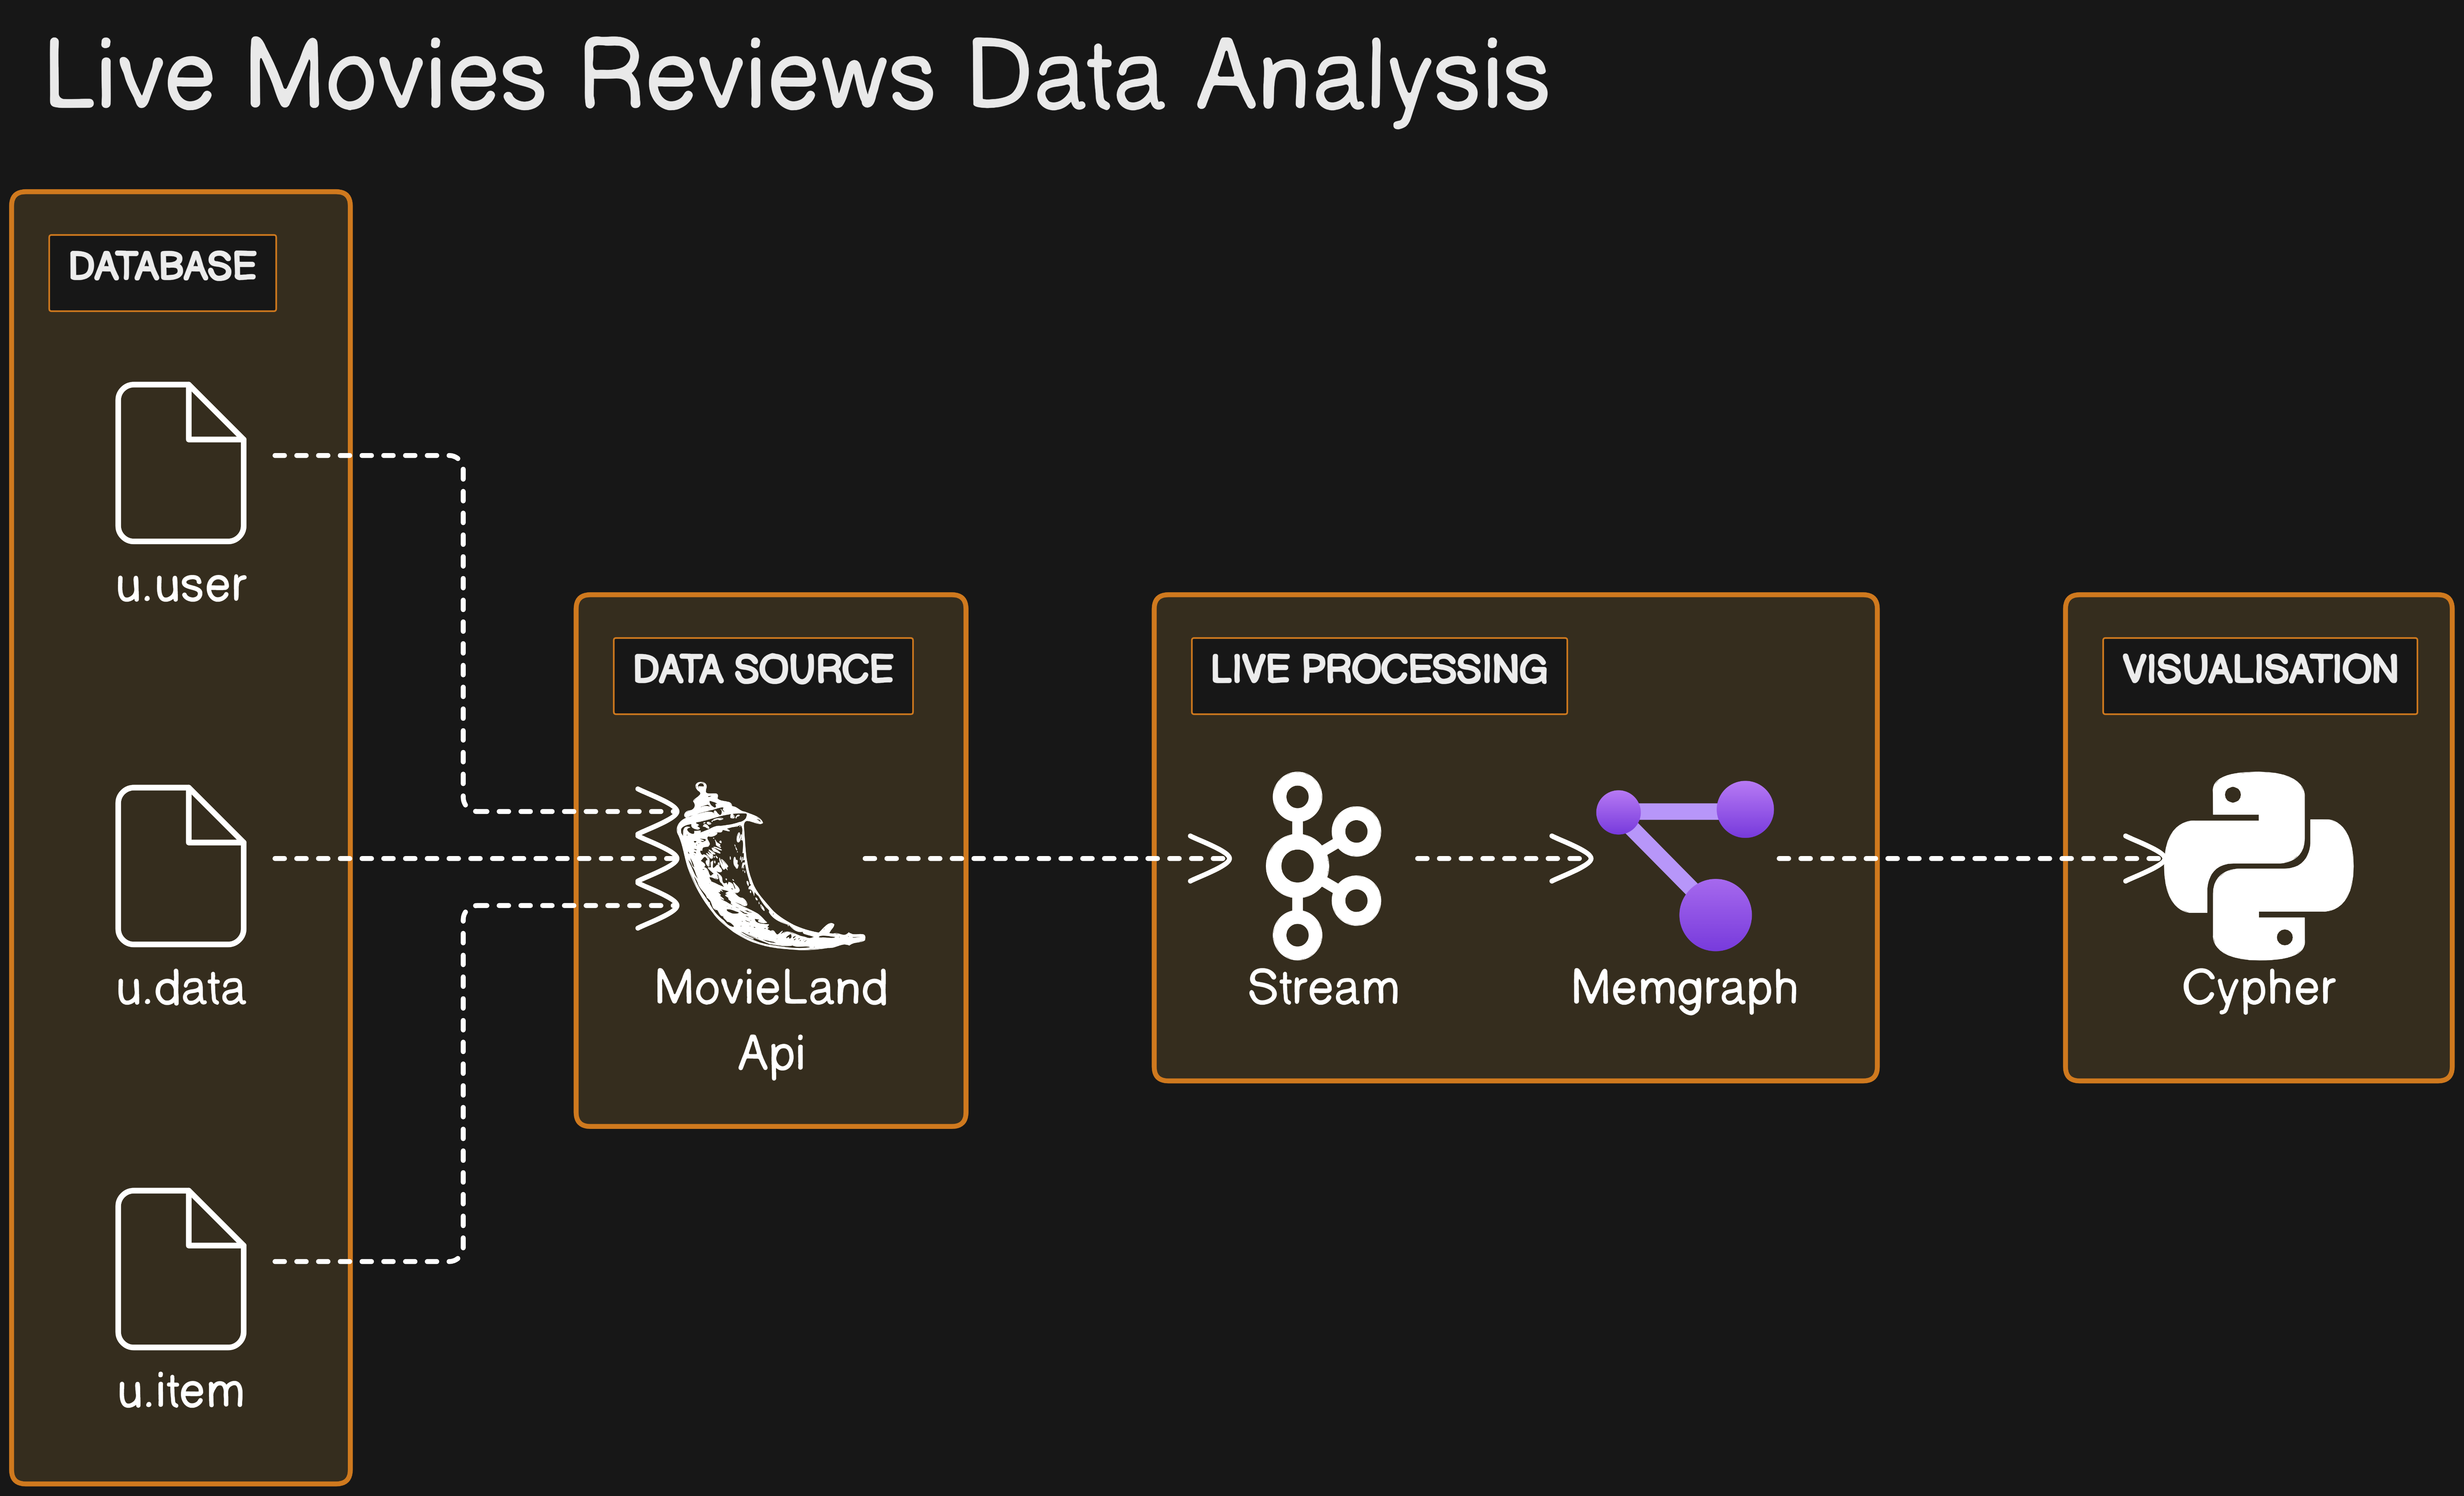 Live Movies Reviews Data Analysis
DATABASE
u.user
u.data
u.item
DATA SOURCE
MovieLand
Api
LIVE PROCESSING
Stream
Memgraph
VISUALISATION
Cypher